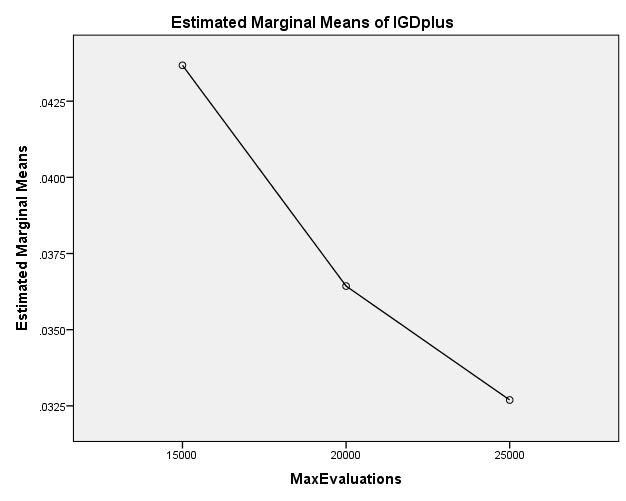 Estimated Marginal Means of IGDplus
Estimated Marginal Means
.0425
.0400
.0375
.0350
.0325
15000 20000 25000
MaxEvaluations